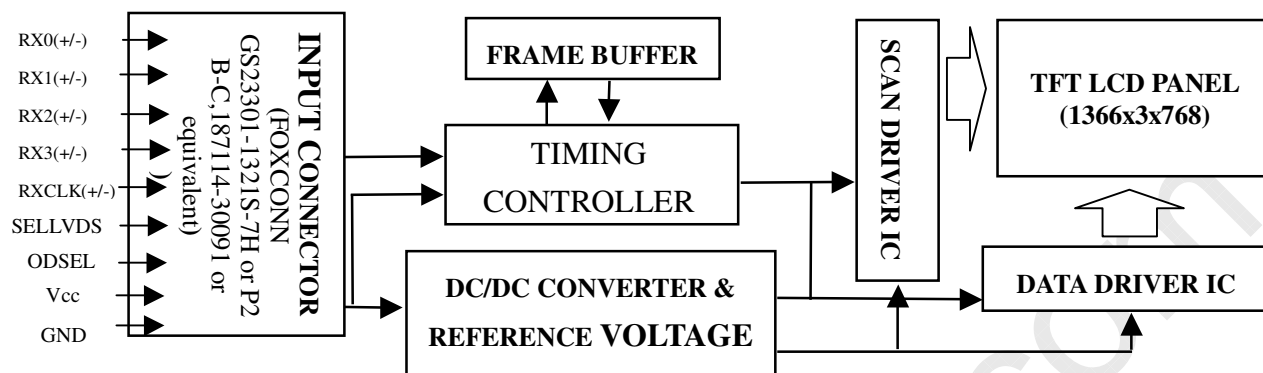 RX0(+/-)
RX1(+/-)
RX2(+/-)
RX3(+/-)
RXCLK(+/-)
SELLVDS
ODSEL
Vcc
GND
INPUT CONNECTOR
(FOXCONN
GS23301-1321S-7H or P2
B-C,187114-30091 or
equivalent)
)
FRAME BUFFER
TIMING
CONTROLLER
DC/DC CONVERTER &
REFERENCE VOLTAGE
SCAN DRIVER IC
TFT LCD PANEL
(1366x3x768)
DATA DRIVER IC
com